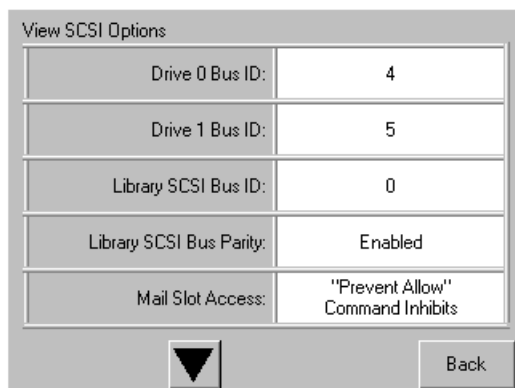 View SCSI Options
Drive 0 Bus ID: 4
Drive 1 Bus ID: 5
Library SCSI Bus ID: 0
Library SCSI Bus Parity: Enabled
Mail Slot Access: "Prevent Allow"
Command Inhibits
Back